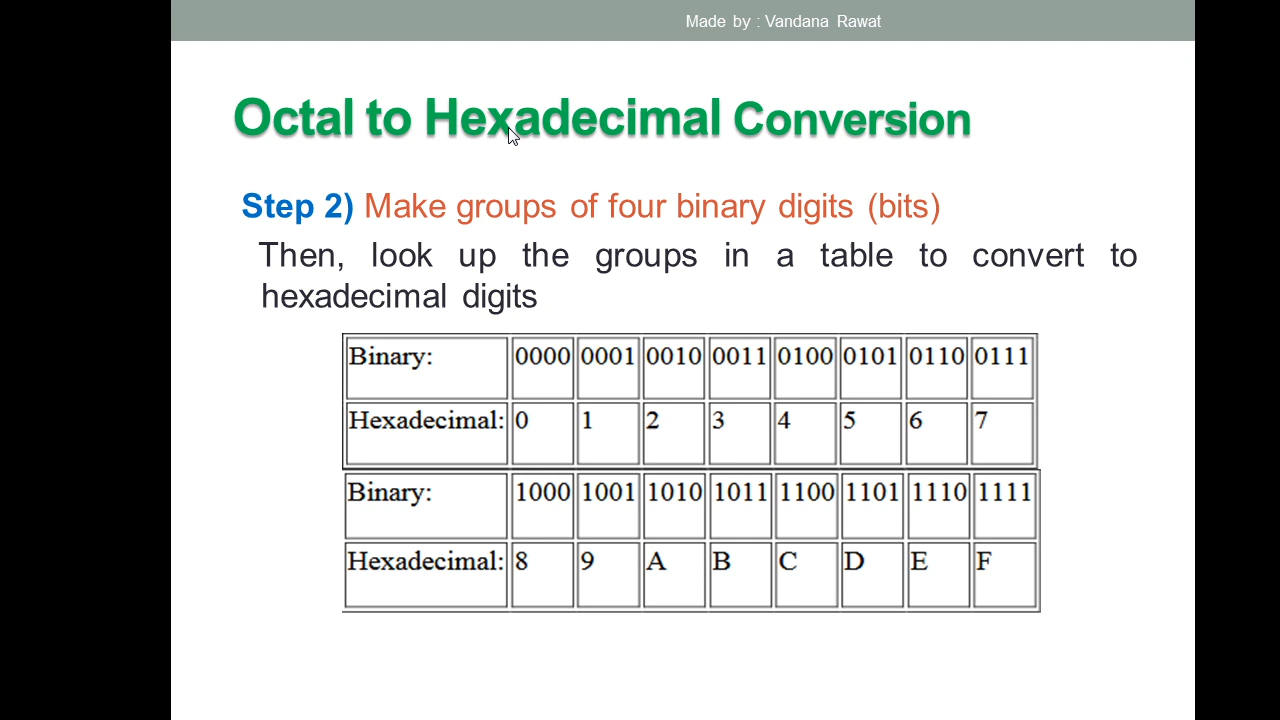 Made by : Vandana Rawat
Octal to Hexadecimal Conversion
Step 2) Make groups of four binary digits (bits)
Then, look up the groups in a table to convert to
hexadecimal digits
Binary: 0000 0001 0010 0011 0100 0101 0110 0111
Hexadecimal: 0 1 2 3 4 5 6 7
Binary: 1000 1001 1010 1011 1100 1101 1110 1111
Hexadecimal: 8 9 A B C D E F